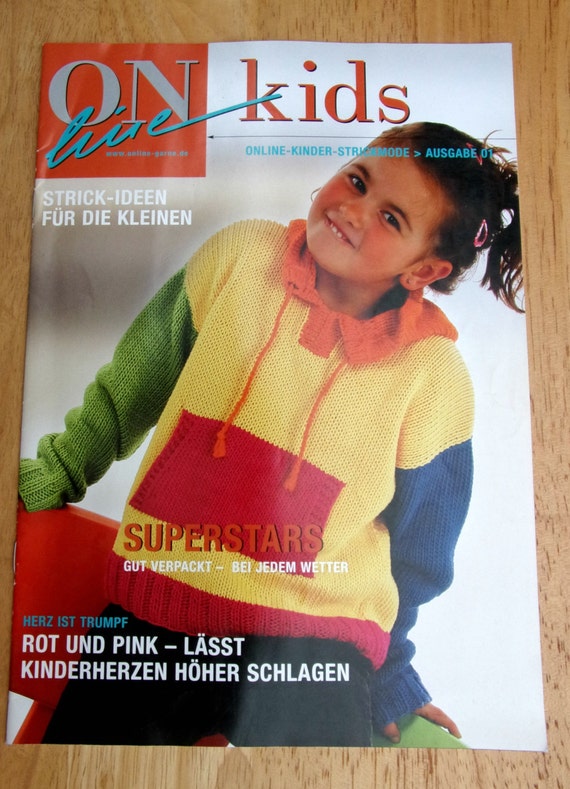 ON kids
line
www.online-garne.de
ONLINE-KINDER-STRICKMODE > AUSGABE 01
STRICK-IDEEN
FÜR DIE KLEINEN
SUPERSTARS
GUT VERPACKT – BEI JEDEM WETTER
HERZ IST TRUMPF
ROT UND PINK – LÄSST
KINDERHERZEN HÖHER SCHLAGEN